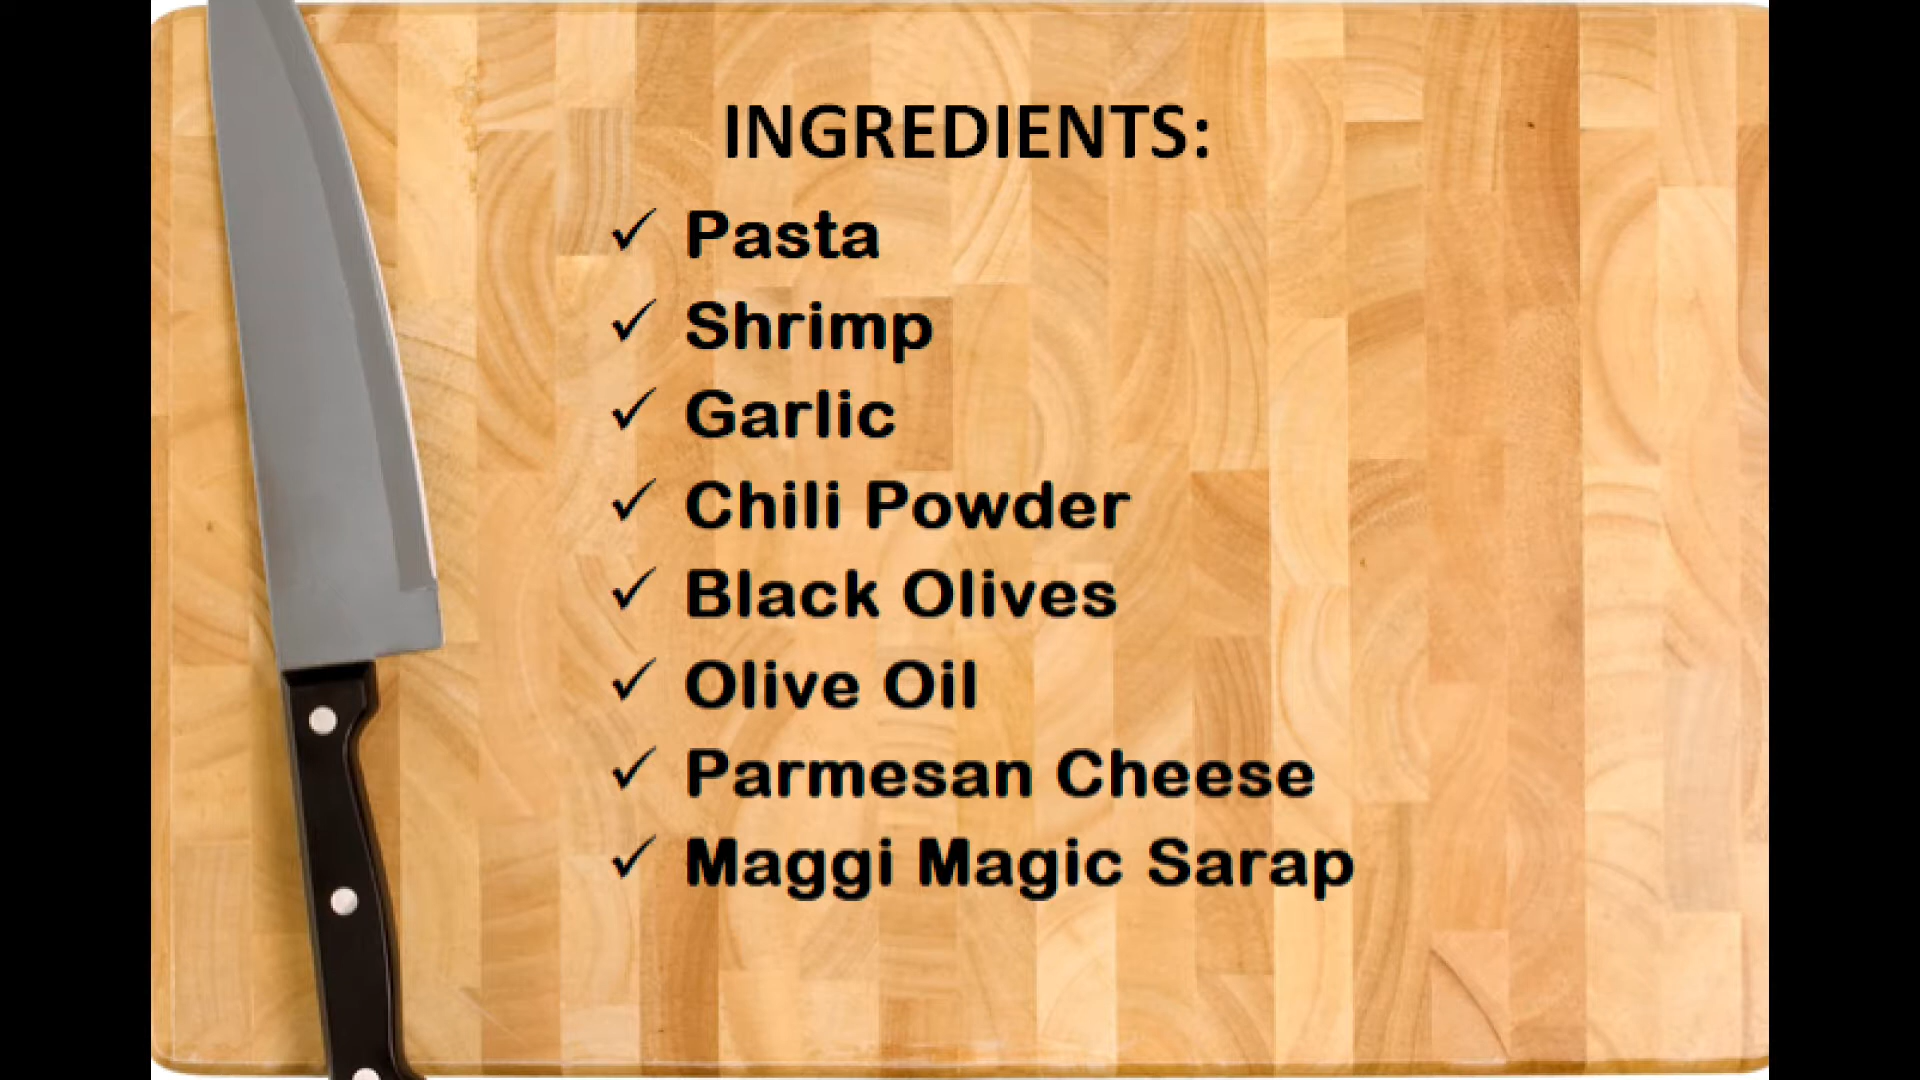 INGREDIENTS:
✓ Pasta
✓ Shrimp
✓ Garlic
✓ Chili Powder
✓ Black Olives
✓ Olive Oil
✓ Parmesan Cheese
✓ Maggi Magic Sarap